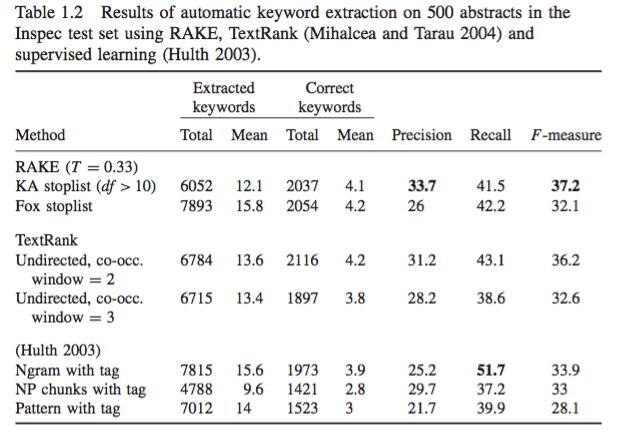 Table 1.2 Results of automatic keyword extraction on 500 abstracts in the
Inspec test set using RAKE, TextRank (Mihalcea and Tarau 2004) and
supervised learning (Hulth 2003).
Extracted Correct
keywords keywords
Method Total Mean Total Mean Precision Recall F-measure
RAKE (T = 0.33)
KA stoplist (df > 10) 6052 12.1 2037 4.1 33.7 41.5 37.2
Fox stoplist 7893 15.8 2054 4.2 26 42.2 32.1
TextRank
Undirected, co-occ. 6784 13.6 2116 4.2 31.2 43.1 36.2
window = 2
Undirected, co-occ. 6715 13.4 1897 3.8 28.2 38.6 32.6
window = 3
(Hulth 2003)
Ngram with tag 7815 15.6 1973 3.9 25.2 51.7 33.9
NP chunks with tag 4788 9.6 1421 2.8 29.7 37.2 33
Pattern with tag 7012 14 1523 3 21.7 39.9 28.1